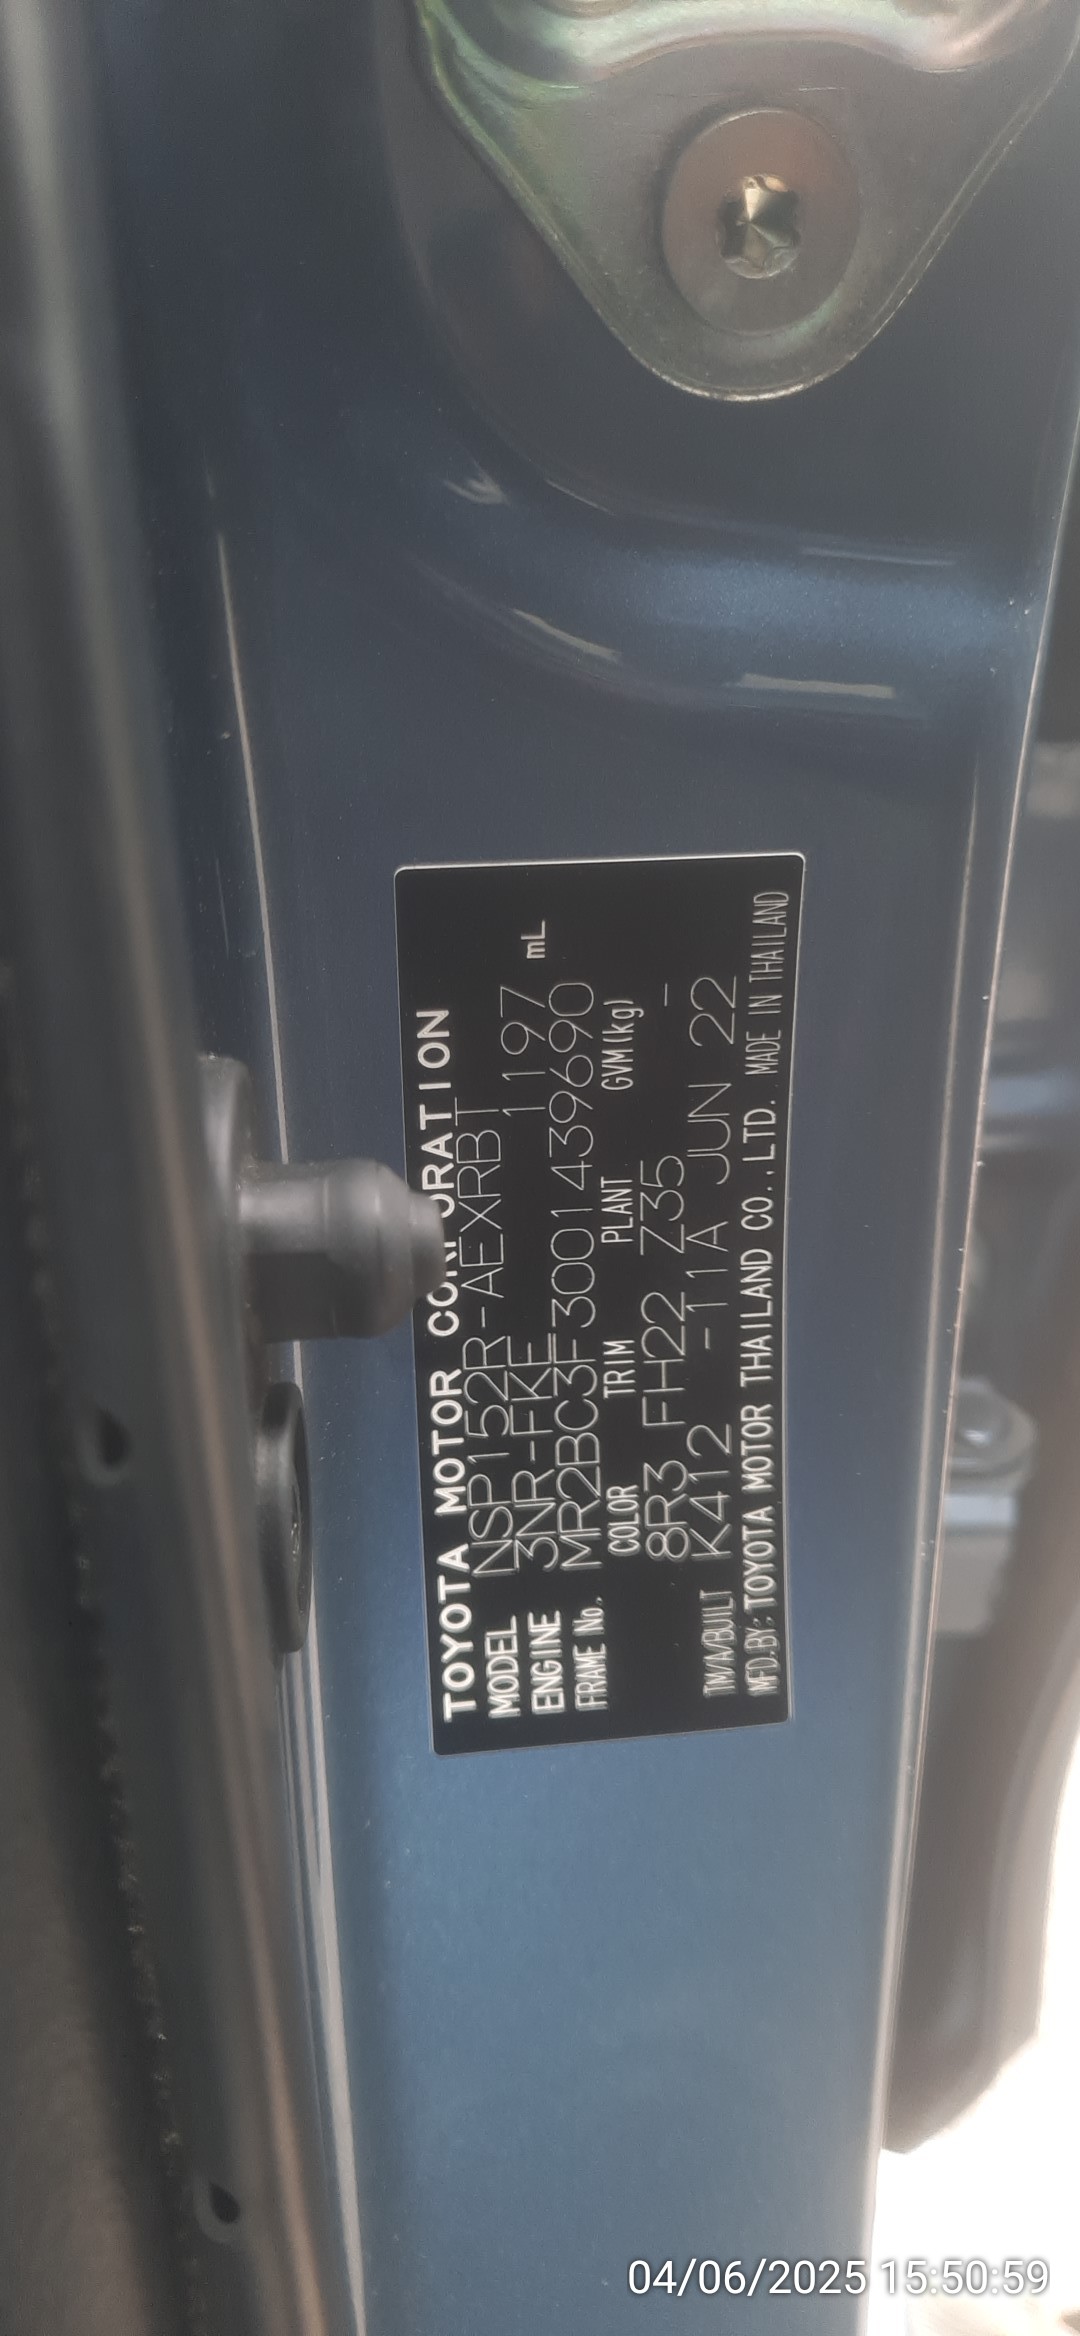 TOYOTA MOTOR CORPORATION
MODEL NSP152R-AEXRBT
ENGINE 3NR-FKE 1197 mL
FRAME No. MR2BC3F3001439690
COLOR TRIM PLANT GVM(kg)
8R3 FH22 Z35 -
TM/A/BUILT K412 -11A JUN 22
MFD.BY: TOYOTA MOTOR THAILAND CO.,LTD. MADE IN THAILAND
04/06/2025 15:50:59